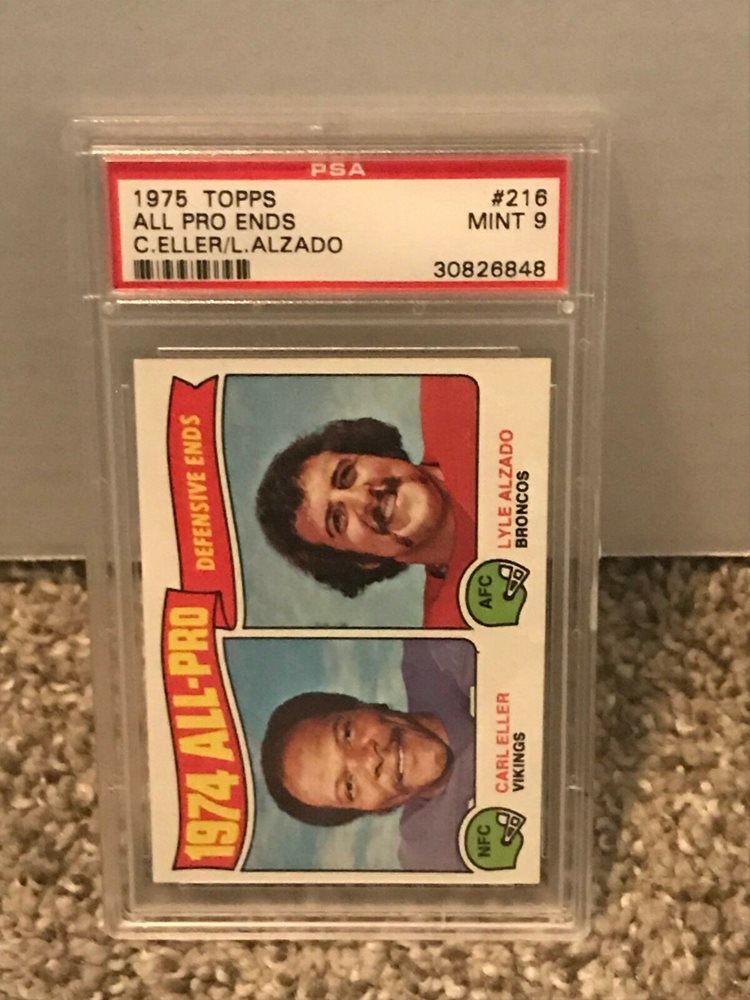 PSA
1975 TOPPS #216
ALL PRO ENDS MINT 9
C.ELLER/L.ALZADO
30826848
1974 ALL-PRO DEFENSIVE ENDS
NFC
CARL ELLER
VIKINGS
AFC
LYLE ALZADO
BRONCOS